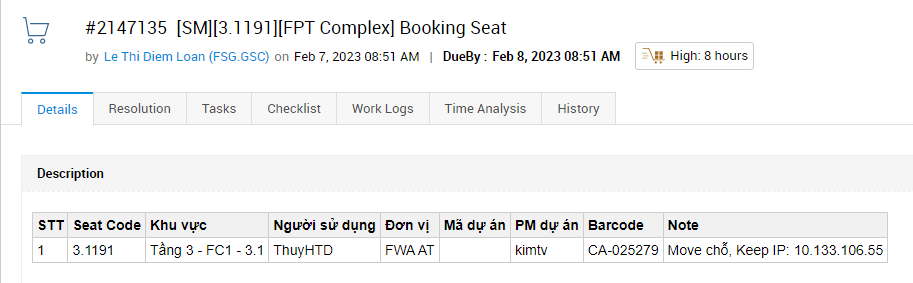 #2147135 [SM][3.1191][FPT Complex] Booking Seat
by Le Thi Diem Loan (FSG.GSC) on Feb 7, 2023 08:51 AM | DueBy : Feb 8, 2023 08:51 AM High: 8 hours
Details Resolution Tasks Checklist Work Logs Time Analysis History
Description
STT Seat Code Khu vực Người sử dụng Đơn vị Mã dự án PM dự án Barcode Note
1 3.1191 Tầng 3 - FC1 - 3.1 ThuyHTD FWA AT kimtv CA-025279 Move chỗ, Keep IP: 10.133.106.55